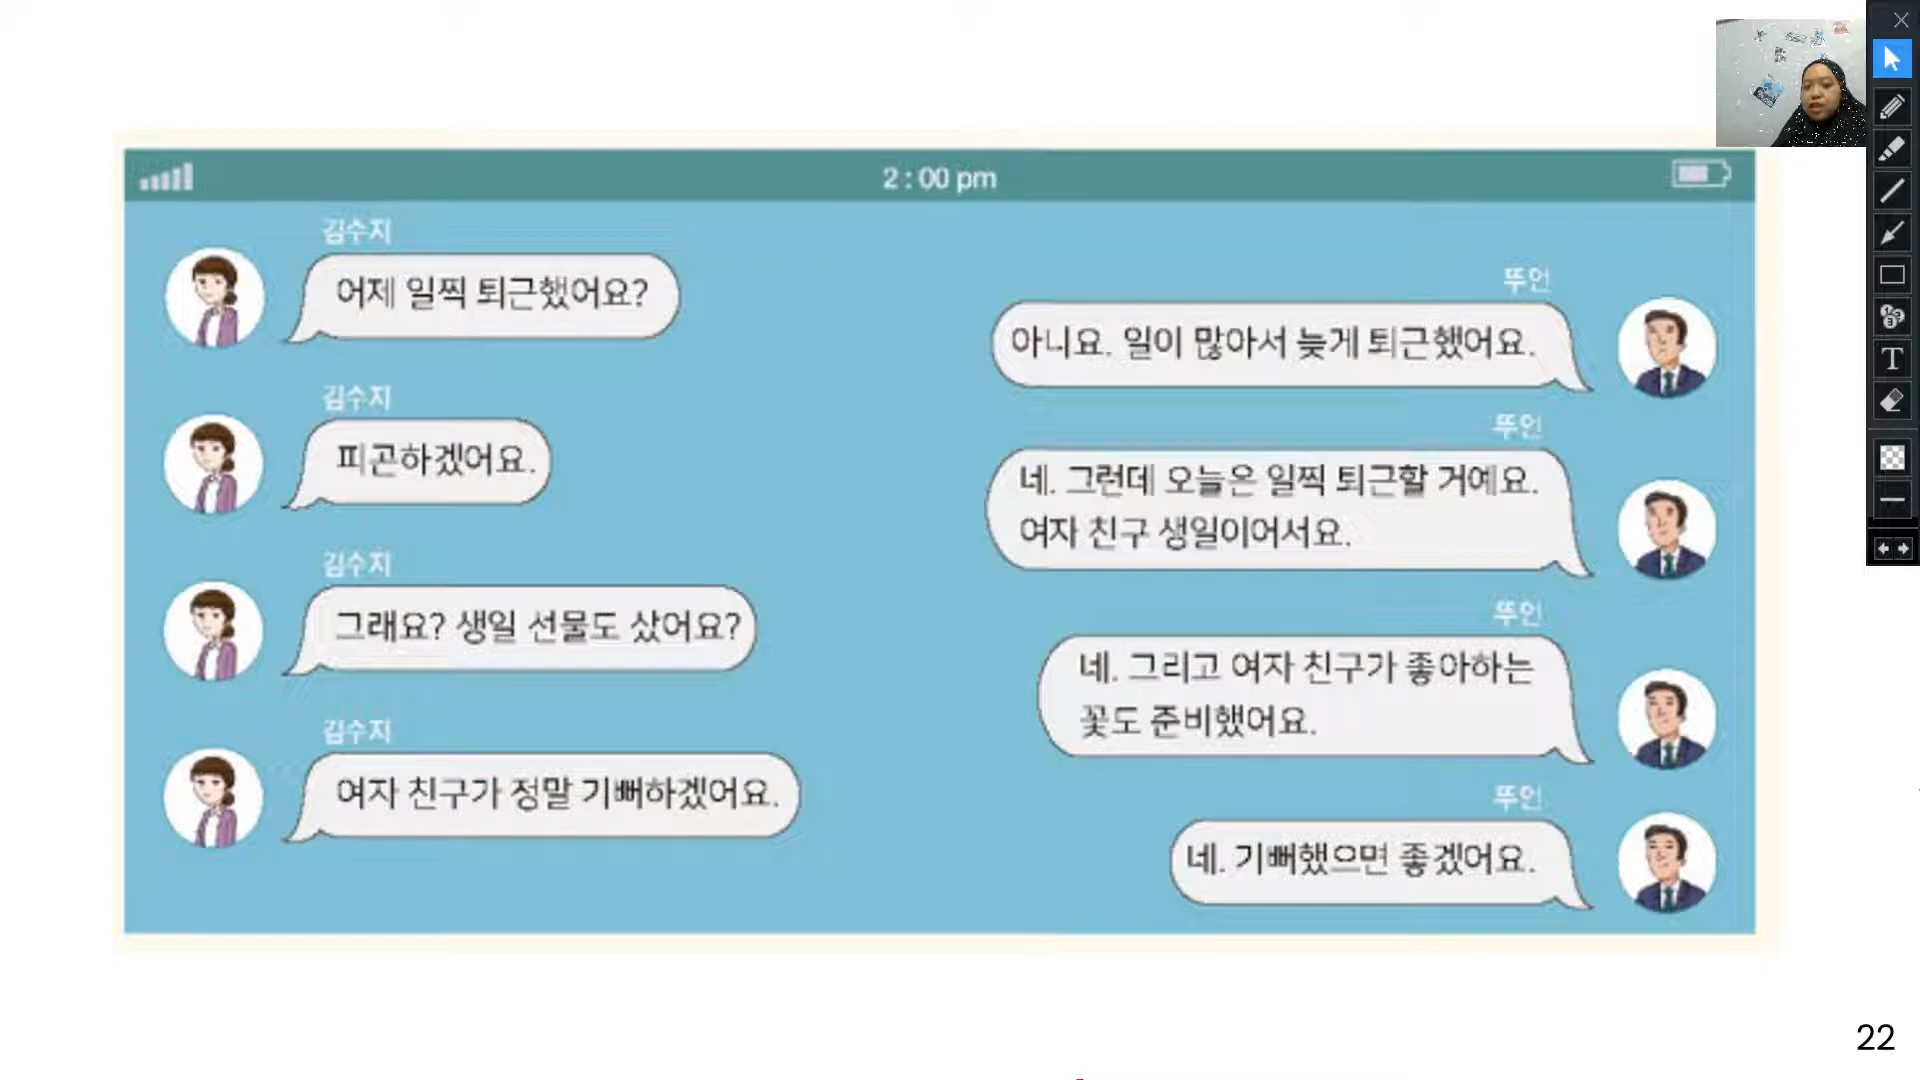 2 : 00 pm
김수지
어제 일찍 퇴근했어요?
뚜언
아니요. 일이 많아서 늦게 퇴근했어요.
김수지
피곤하겠어요.
뚜언
네. 그런데 오늘은 일찍 퇴근할 거예요.
여자 친구 생일이어서요.
김수지
그래요? 생일 선물도 샀어요?
뚜언
네. 그리고 여자 친구가 좋아하는
꽃도 준비했어요.
김수지
여자 친구가 정말 기뻐하겠어요.
뚜언
네. 기뻐했으면 좋겠어요.
T
22